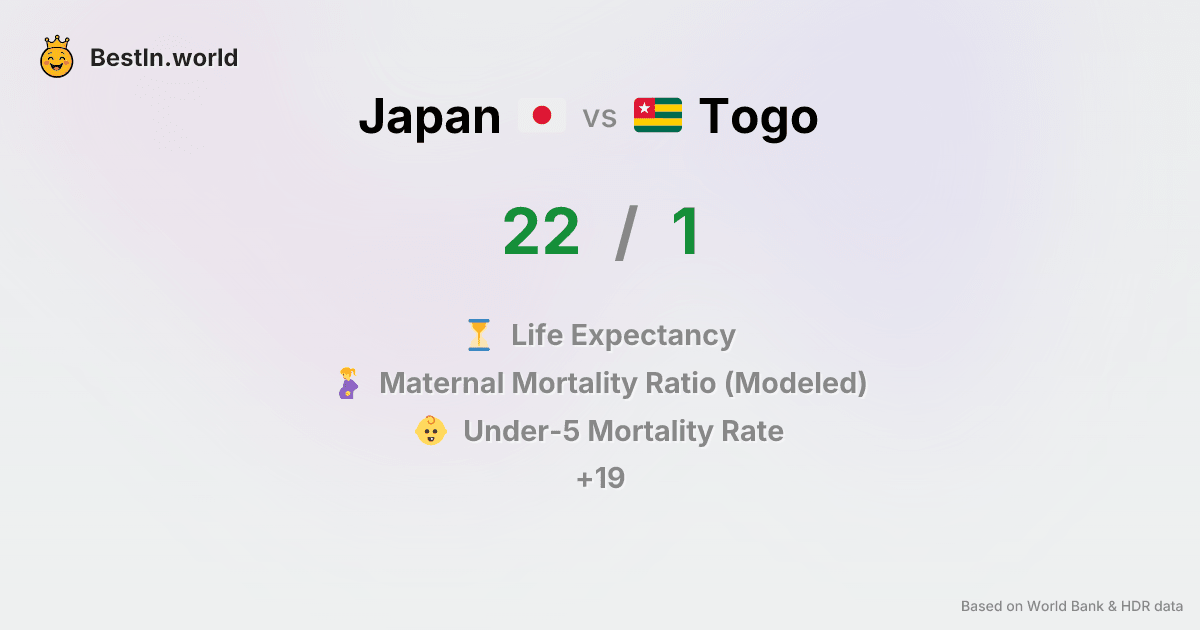 BestIn.world
Japan vs Togo
22 / 1
Life Expectancy
Maternal Mortality Ratio (Modeled)
Under-5 Mortality Rate
+19
Based on World Bank & HDR data